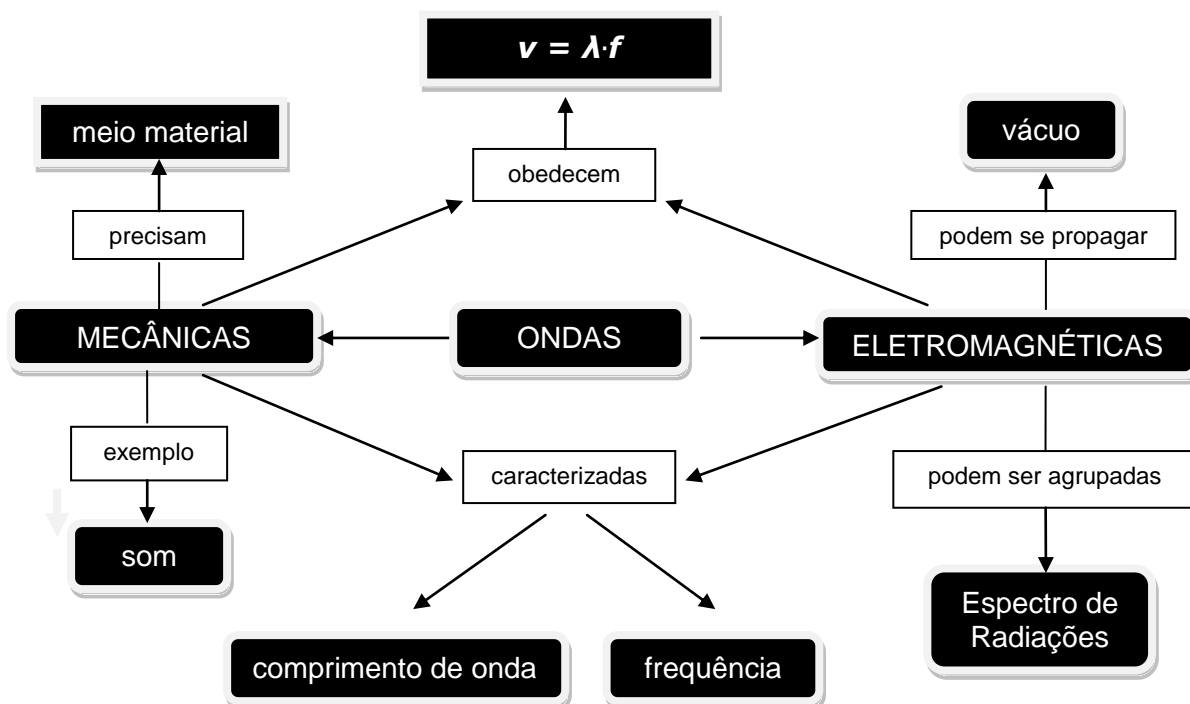 v = λ·f
meio material
vácuo
obedecem
precisam
podem se propagar
MECÂNICAS
ONDAS
ELETROMAGNÉTICAS
exemplo
caracterizadas
podem ser agrupadas
som
Espectro de
Radiações
comprimento de onda
frequência